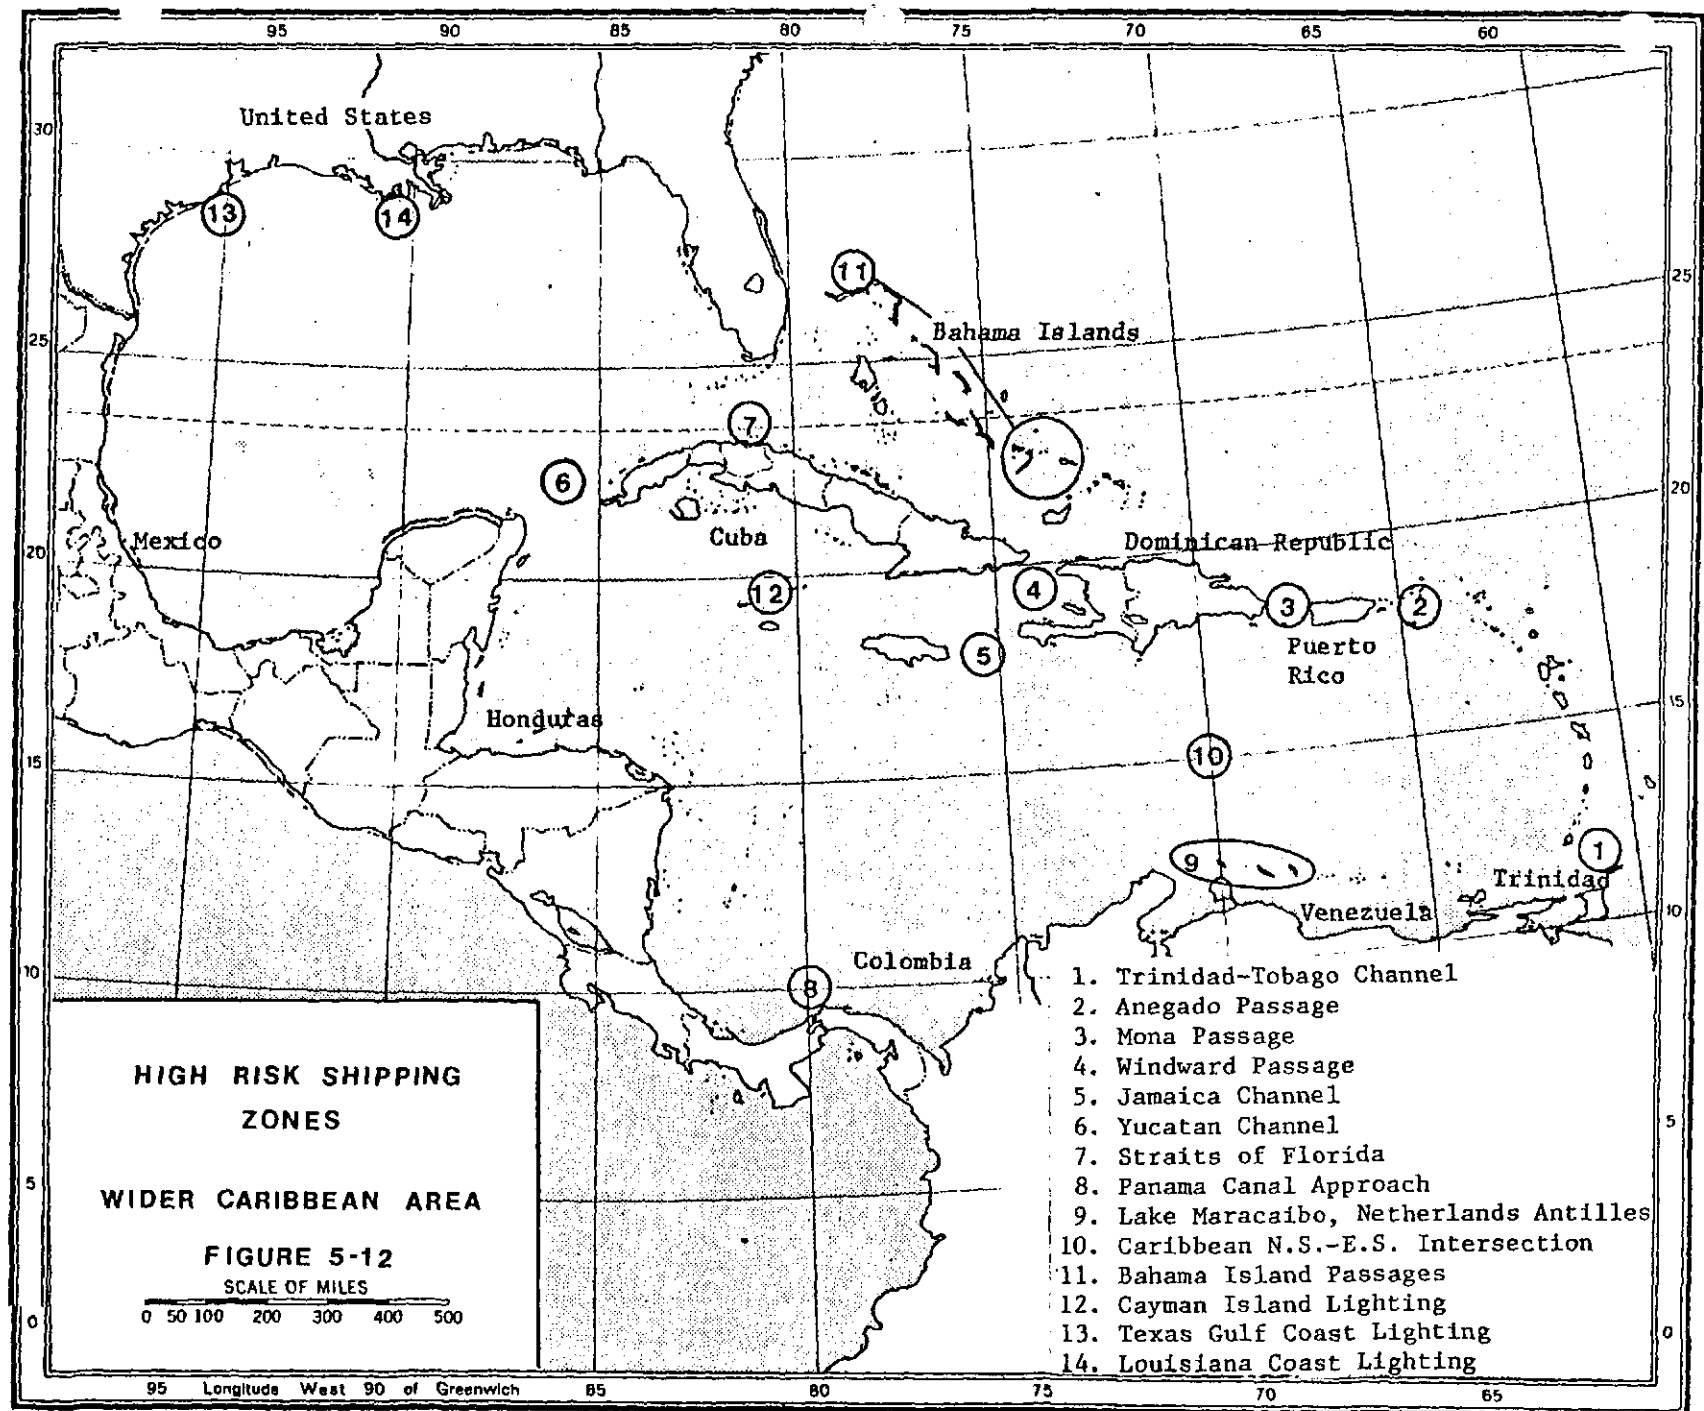 95 90 85 80 75 70 65 60
30
United States
13
14
11
25
Bahama Islands
25
7
6
20
Cuba
Mexico
20
Dominican Republic
12
4
3
2
5
Puerto
Rico
15
Honduras
10
15
1
9
Trinidad
Venezuela
10
Colombia
10
8
1. Trinidad-Tobago Channel
2. Anegado Passage
3. Mona Passage
4. Windward Passage
5. Jamaica Channel
6. Yucatan Channel
7. Straits of Florida
8. Panama Canal Approach
9. Lake Maracaibo, Netherlands Antilles
10. Caribbean N.S.-E.S. Intersection
11. Bahama Island Passages
12. Cayman Island Lighting
13. Texas Gulf Coast Lighting
14. Louisiana Coast Lighting
5
0
HIGH RISK SHIPPING
ZONES
WIDER CARIBBEAN AREA
FIGURE 5-12
SCALE OF MILES
0 50 100 200 300 400 500
5
0
95 Longitude West 90 of Greenwich 85 80 75 70 65